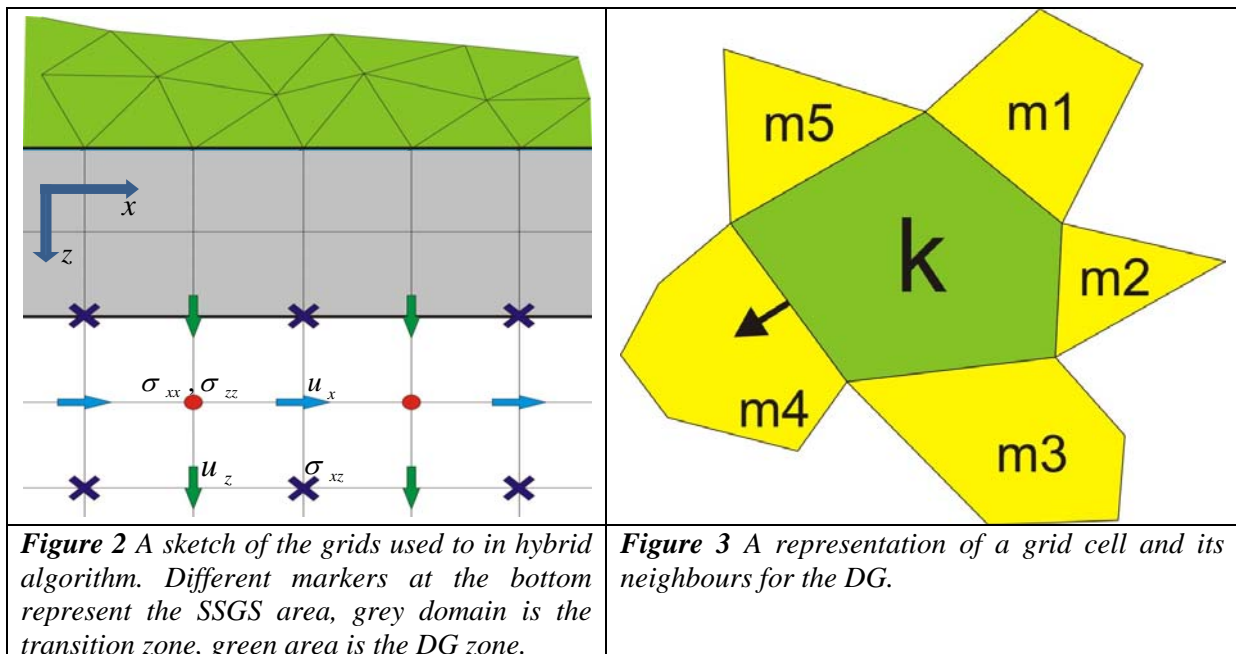 x
z
σ xx , σ zz
u x
u z
σ xz
m5
m1
k
m2
m4
m3
Figure 2 A sketch of the grids used to in hybrid
algorithm. Different markers at the bottom
represent the SSGS area, grey domain is the
transition zone, green area is the DG zone.
Figure 3 A representation of a grid cell and its
neighbours for the DG.